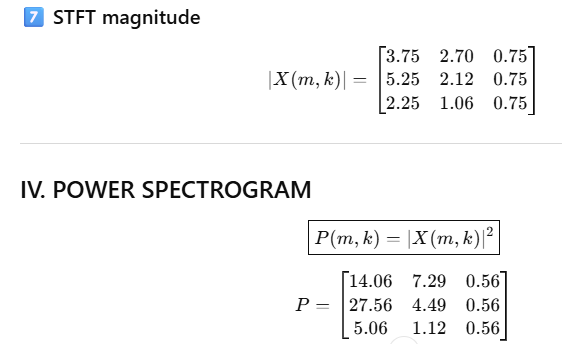 7 STFT magnitude
|X(m, k)| = [3.75 2.70 0.75
5.25 2.12 0.75
2.25 1.06 0.75]
IV. POWER SPECTROGRAM
P(m, k) = |X(m, k)|²
P = [14.06 7.29 0.56
27.56 4.49 0.56
5.06 1.12 0.56]